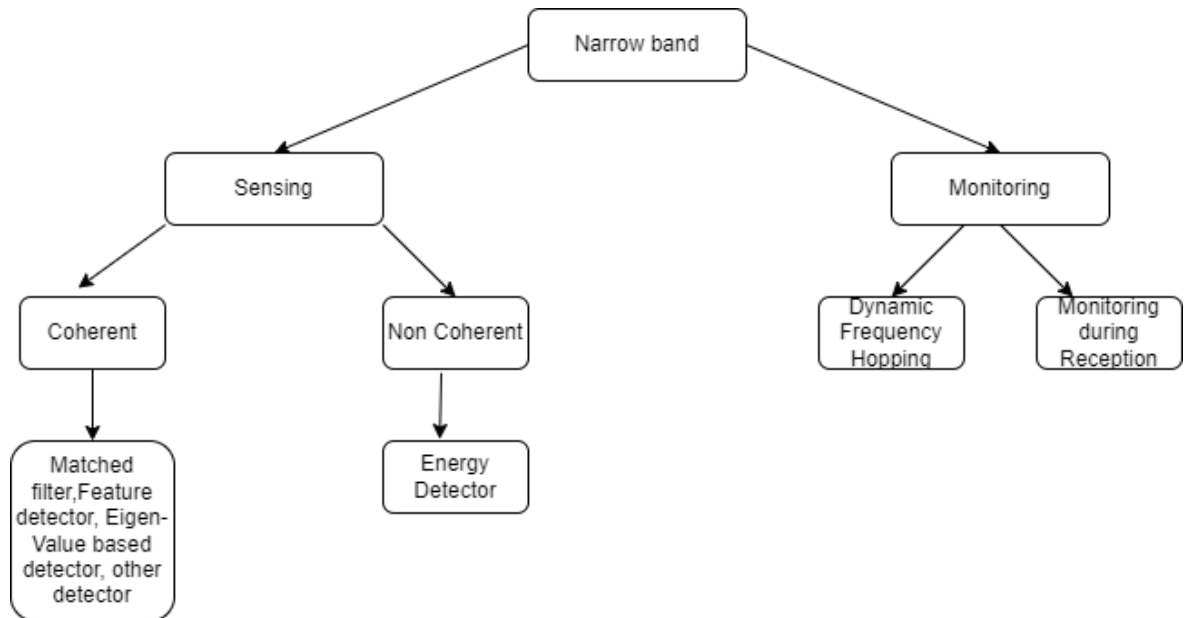 Narrow band
Sensing
Monitoring
Coherent
Non Coherent
Dynamic
Frequency
Hopping
Monitoring
during
Reception
Matched
filter,Feature
detector, Eigen-
Value based
detector, other
detector
Energy
Detector